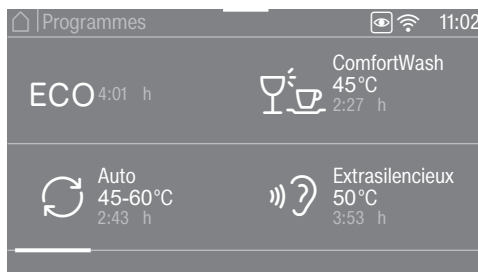 Programmes 11:02
ECO 4:01 h
ComfortWash
45°C
2:27 h
Auto
45-60°C
2:43 h
Extrasilencieux
50°C
3:53 h